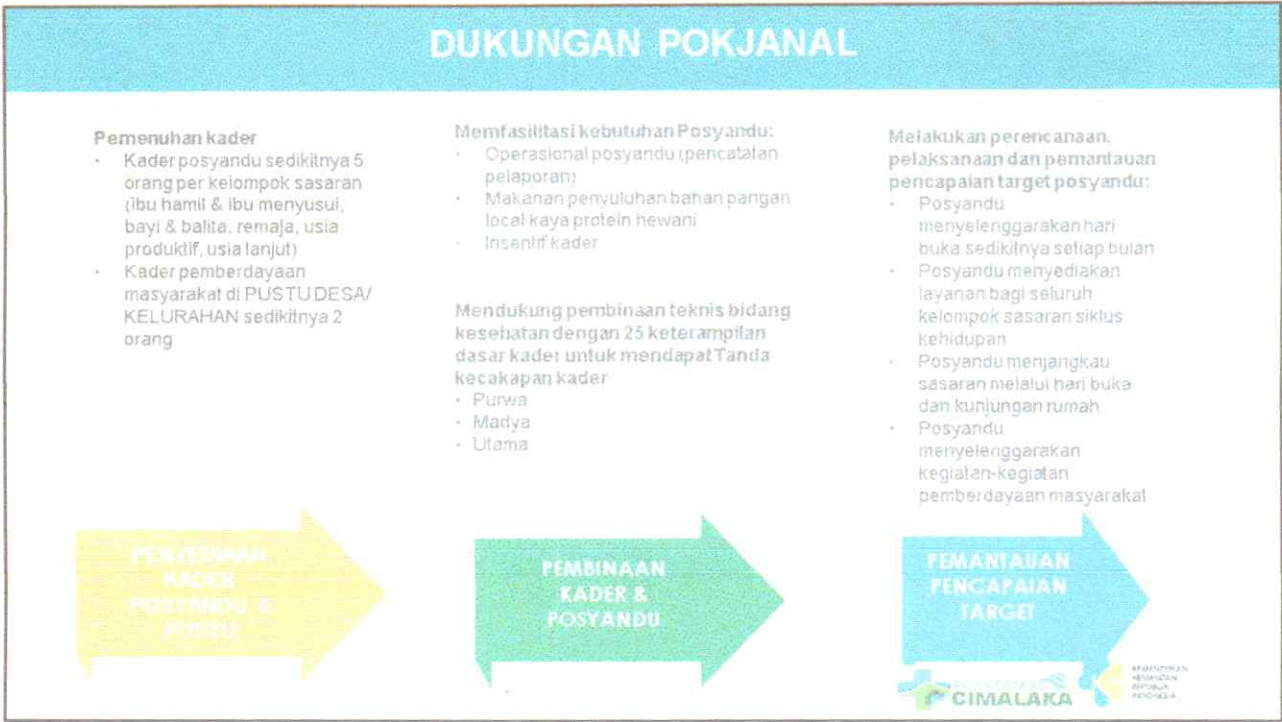 DUKUNGAN POKJANAL
Pemenuhan kader
• Kader posyandu sedikitnya 5
orang per kelompok sasaran
(ibu hamil & ibu menyusui,
bayi & balita, remaja, usia
produktif, usia lanjut)
• Kader pemberdayaan
masyarakat di PUSTU DESA/
KELURAHAN sedikitnya 2
orang
Memfasilitasi kebutuhan Posyandu:
• Operasional posyandu (pencatatan
pelaporan)
• Makanan penyuluhan bahan pangan
local kaya protein hewani
• Insentif kader
Mendukung pembinaan teknis bidang
kesehatan dengan 25 keterampilan
dasar kader untuk mendapat Tanda
kecakapan kader
• Purwa
• Madya
• Utama
Melakukan perencanaan,
pelaksanaan dan pemantauan
pencapaian target posyandu:
• Posyandu
menyelenggarakan hari
buka sedikitnya setiap bulan
• Posyandu menyediakan
layanan bagi seluruh
kelompok sasaran siklus
kehidupan
• Posyandu menjangkau
sasaran melalui hari buka
dan kunjungan rumah
• Posyandu
menyelenggarakan
kegiatan-kegiatan
pemberdayaan masyarakat
PENYEDIAAN
KADER
POSYANDU &
PUSTU
PEMBINAAN
KADER &
POSYANDU
PEMANTAUAN
PENCAPAIAN
TARGET
CIMALAKA
KEMENTERIAN
KESEHATAN
REPUBLIK
INDONESIA